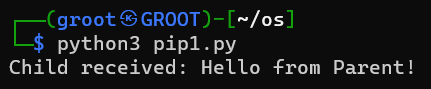 ┌──(groot㉿GROOT)-[~/os]
└─$ python3 pip1.py
Child received: Hello from Parent!